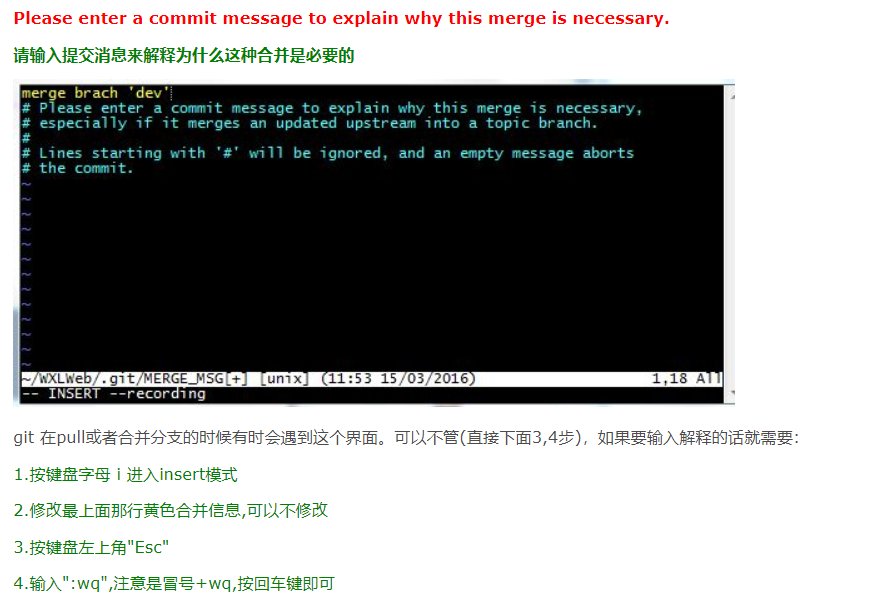 Please enter a commit message to explain why this merge is necessary.
请输入提交消息来解释为什么这种合并是必要的
merge brach 'dev'
# Please enter a commit message to explain why this merge is necessary,
# especially if it merges an updated upstream into a topic branch.
#
# Lines starting with '#' will be ignored, and an empty message aborts
# the commit.
~
~
~
~
~
~
~
~
~
~
~
~
~
~/WXLWeb/.git/MERGE_MSG[+] [unix] (11:53 15/03/2016) 1,18 All
-- INSERT --recording
git 在pull或者合并分支的时候有时会遇到这个界面。可以不管(直接下面3,4步)，如果要输入解释的话就需要:
1.按键盘字母 i 进入insert模式
2.修改最上面那行黄色合并信息,可以不修改
3.按键盘左上角"Esc"
4.输入":wq",注意是冒号+wq,按回车键即可